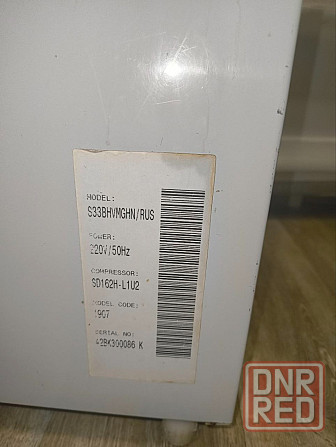 MODEL:
S33BHVMGHN/RUS
POWER:
220V/50Hz
COMPRESSOR:
SD162H-L1U2
MODEL CODE:
1907
SERIAL NO:
42BK300086 K
DNR
RED